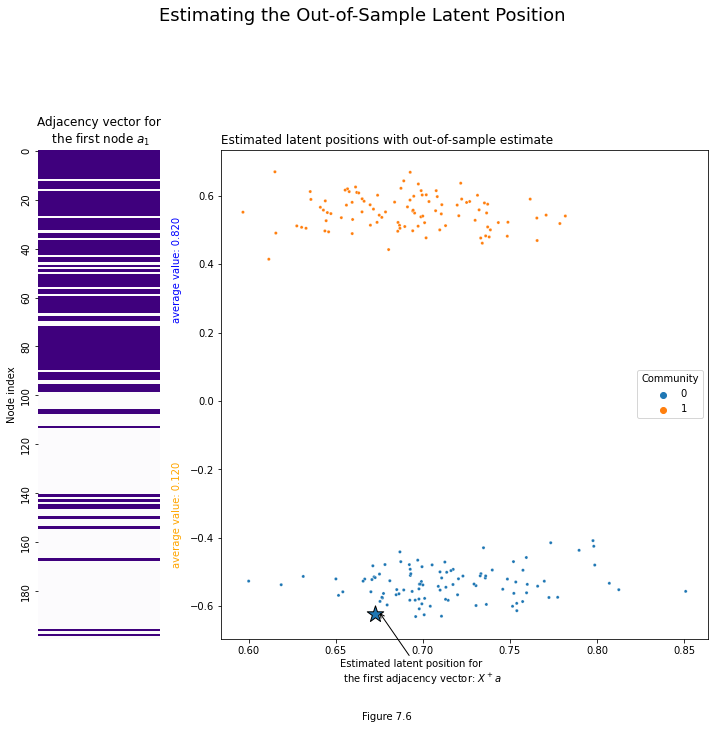 Estimating the Out-of-Sample Latent Position
Adjacency vector for
the first node a₁
Node index
0
20
40
60
80
100
120
140
160
180
average value: 0.820
average value: 0.120
Estimated latent positions with out-of-sample estimate
0.6
0.4
0.2
0.0
−0.2
−0.4
−0.6
0.60
0.65
0.70
0.75
0.80
0.85
Community
0
1
Estimated latent position for
the first adjacency vector: X⁺a
Figure 7.6